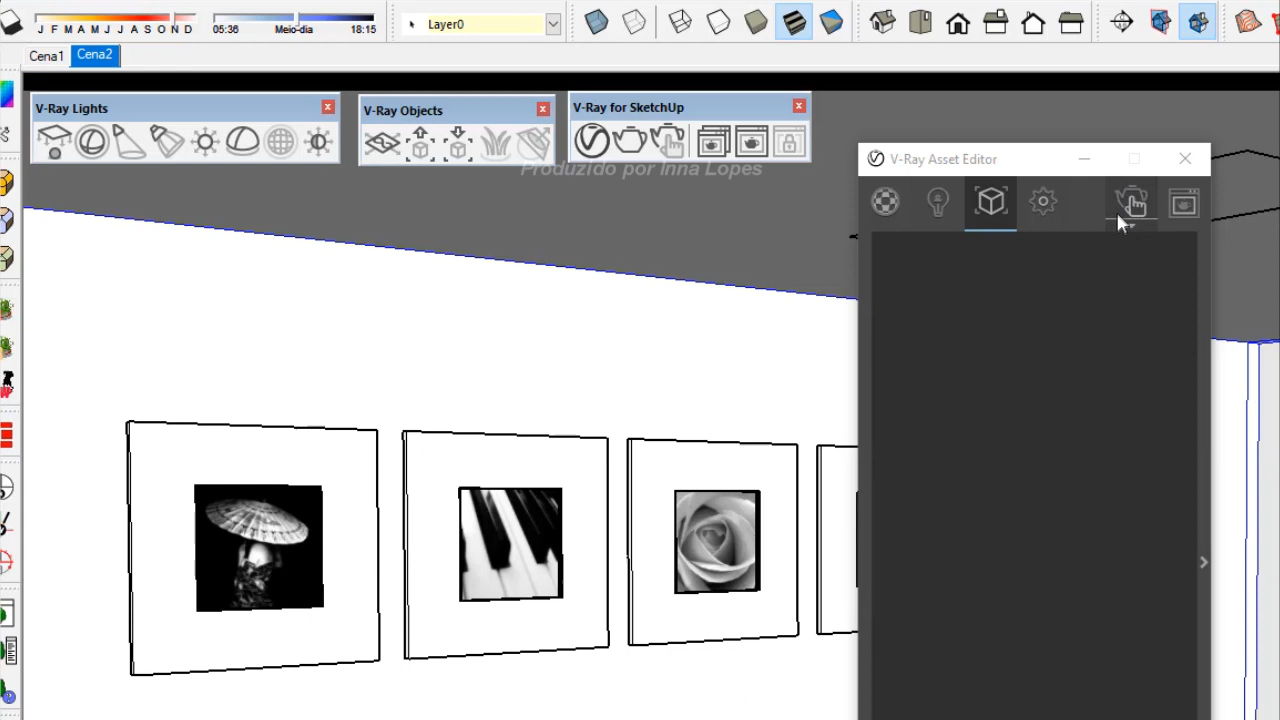 J F M A M J J A S O N D
05:36 Meio-dia 18:15
Layer0
Cena1 Cena2
V-Ray Lights
V-Ray Objects
V-Ray for SketchUp
Produzido por Inna Lopes
V-Ray Asset Editor